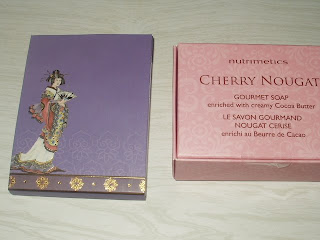 nutrimetics
CHERRY NOUGAT
GOURMET SOAP
enriched with creamy Cocoa Butter
LE SAVON GOURMAND
NOUGAT CERISE
enrichi au Beurre de Cacao